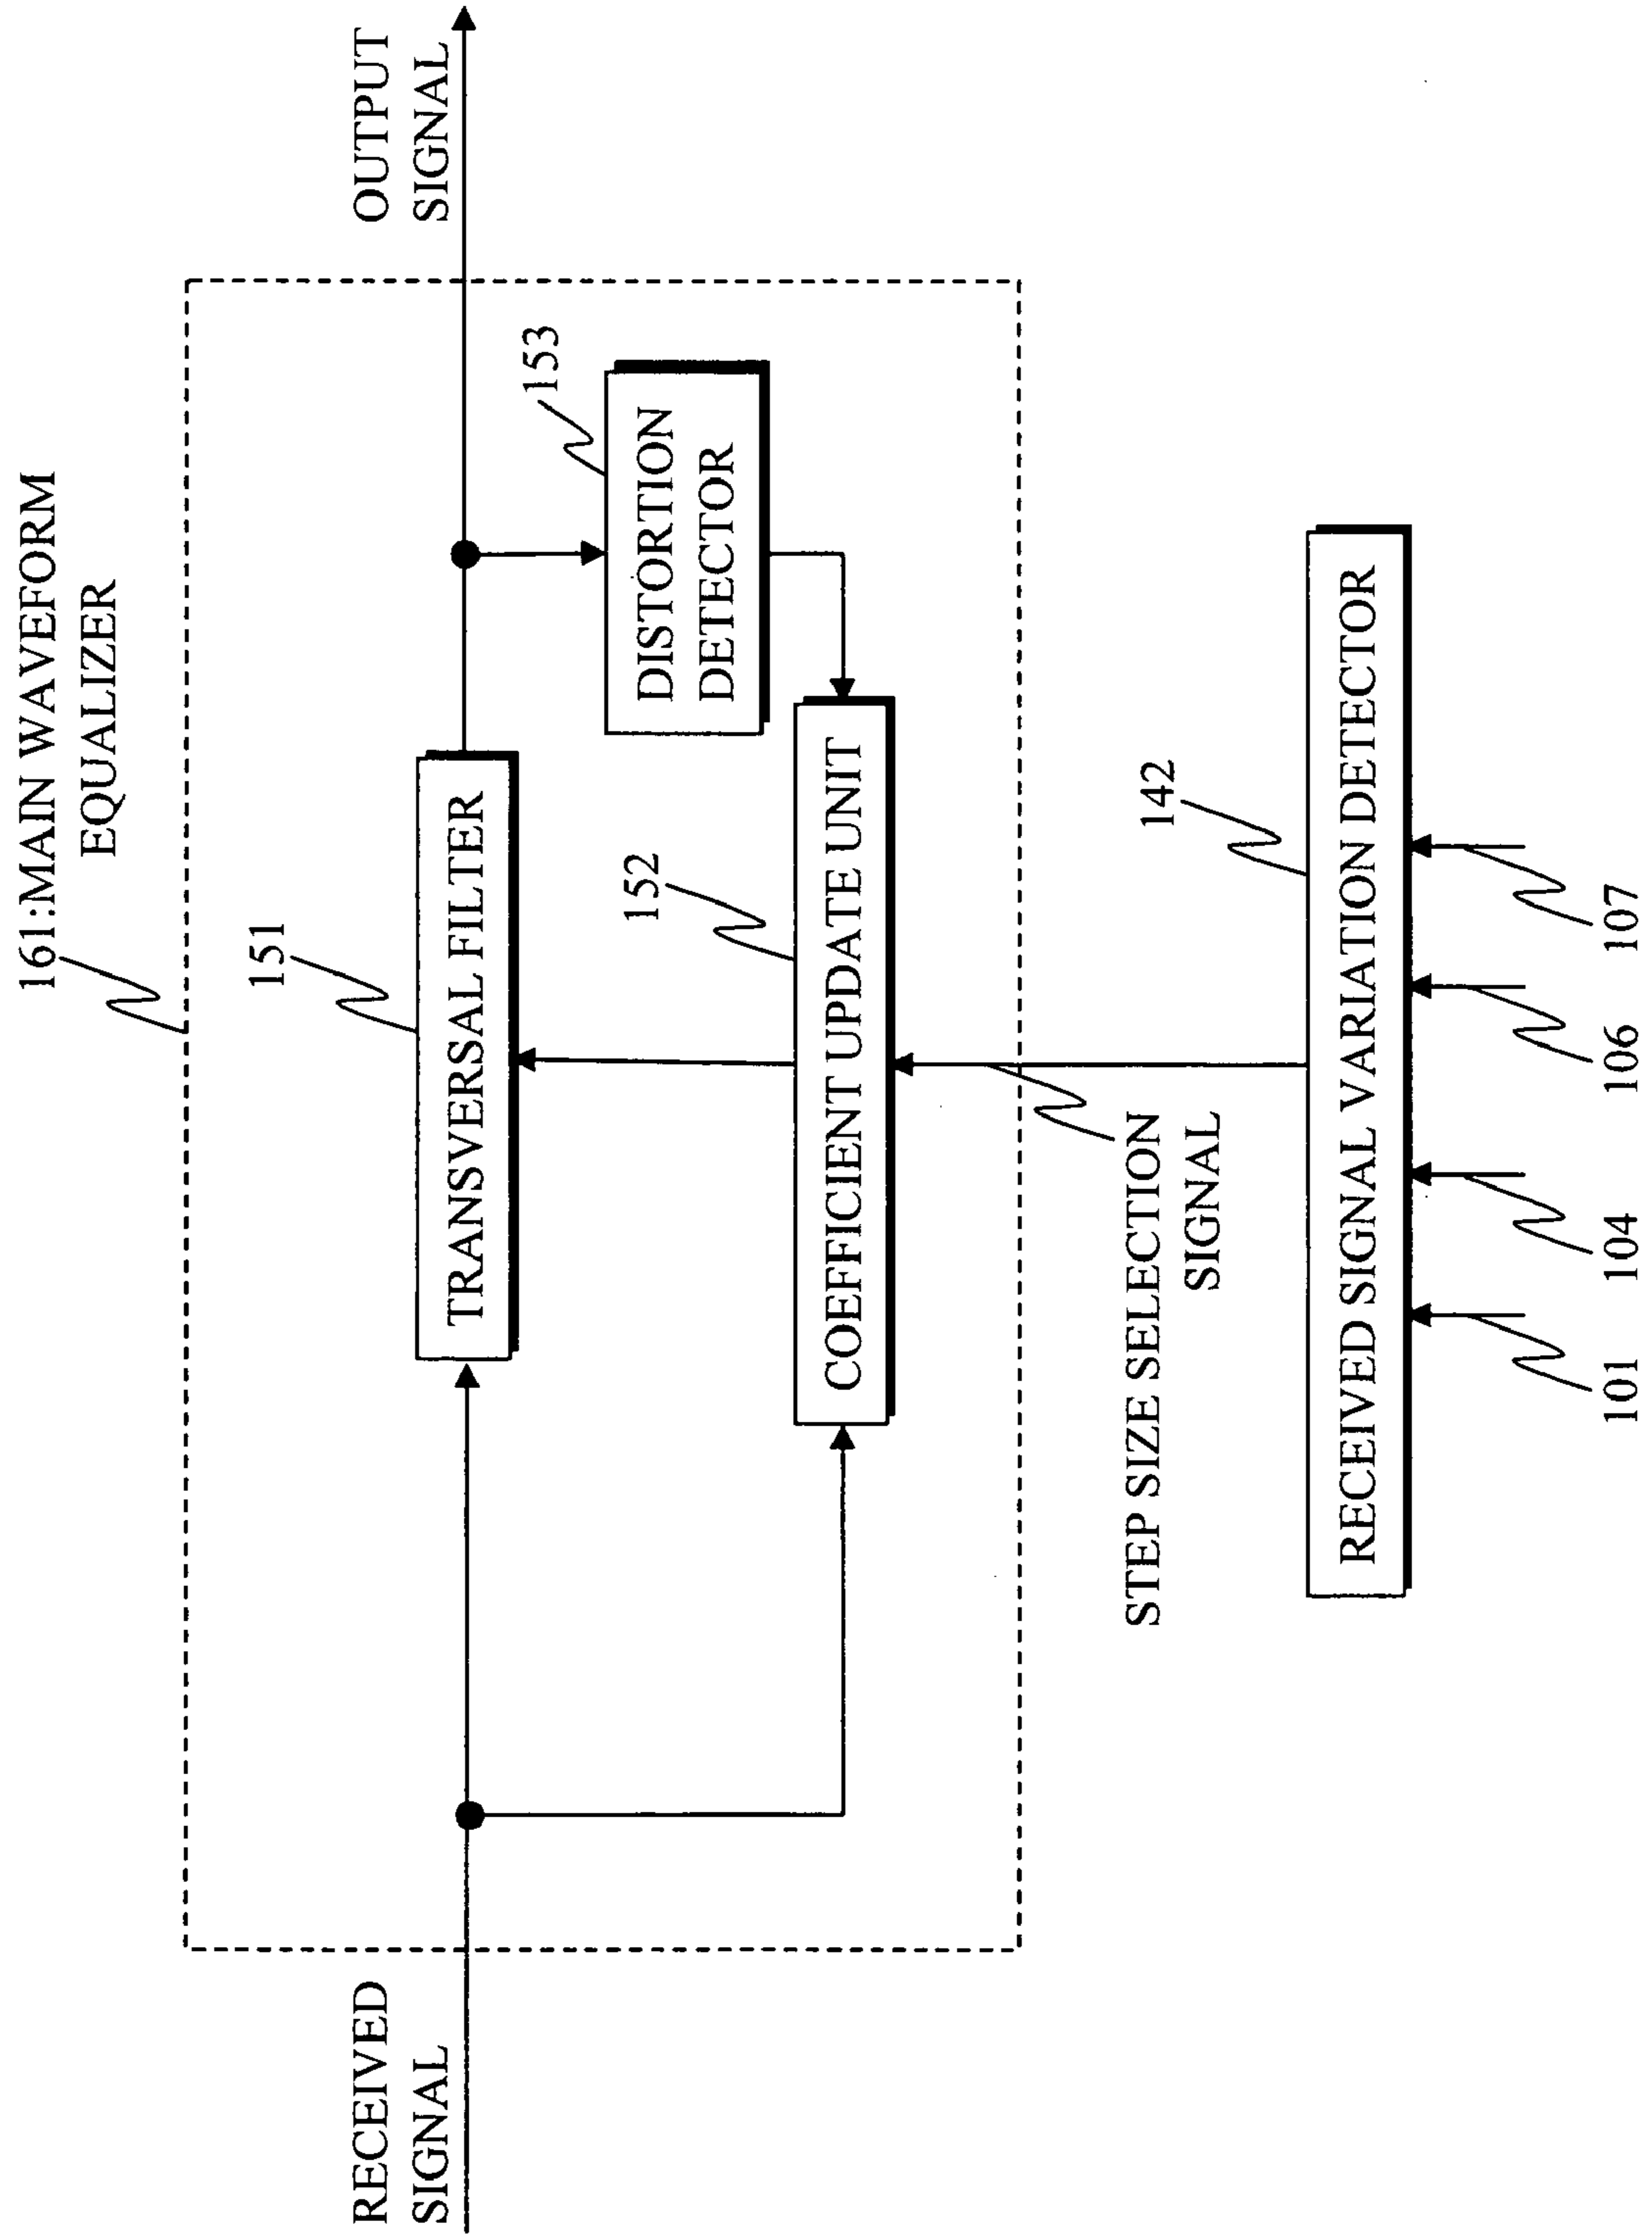 161:MAIN WAVEFORM
EQUALIZER
RECEIVED
SIGNAL
OUTPUT
SIGNAL
151
TRANSVERSAL FILTER
153
DISTORTION
DETECTOR
152
COEFFICIENT UPDATE UNIT
STEP SIZE SELECTION
SIGNAL
142
RECEIVED SIGNAL VARIATION DETECTOR
101
104
106
107